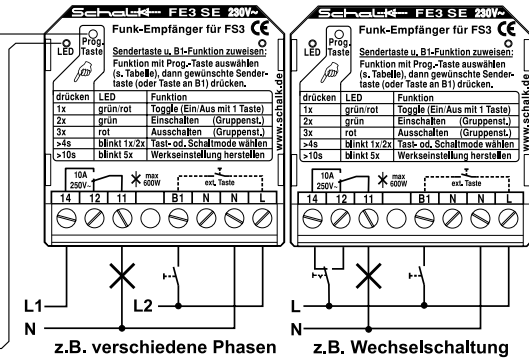 Schalk FE3 SE 230V~
Funk-Empfänger für FS3 CE
LED
Prog. Taste
Sendertaste u. B1-Funktion zuweisen:
Funktion mit Prog.-Taste auswählen
(s. Tabelle), dann gewünschte Sender-
taste (oder Taste an B1) drücken.
drücken LED Funktion
1x grün/rot Toggle (Ein/Aus mit 1 Taste)
2x grün Einschalten (Gruppenst.)
3x rot Ausschalten (Gruppenst.)
>4s blinkt 1x/2x Tast- od. Schaltmode wählen
>10s blinkt 5x Werkseinstellung herstellen
www.schalk.de
10A
250V~
max
600W
ext. Taste
14 12 11 B1 N N L
L1
L2
N
z.B. verschiedene Phasen
Schalk FE3 SE 230V~
Funk-Empfänger für FS3 CE
LED
Prog. Taste
Sendertaste u. B1-Funktion zuweisen:
Funktion mit Prog.-Taste auswählen
(s. Tabelle), dann gewünschte Sender-
taste (oder Taste an B1) drücken.
drücken LED Funktion
1x grün/rot Toggle (Ein/Aus mit 1 Taste)
2x grün Einschalten (Gruppenst.)
3x rot Ausschalten (Gruppenst.)
>4s blinkt 1x/2x Tast- od. Schaltmode wählen
>10s blinkt 5x Werkseinstellung herstellen
www.schalk.de
10A
250V~
max
600W
ext. Taste
14 12 11 B1 N N L
L
N
z.B. Wechselschaltung